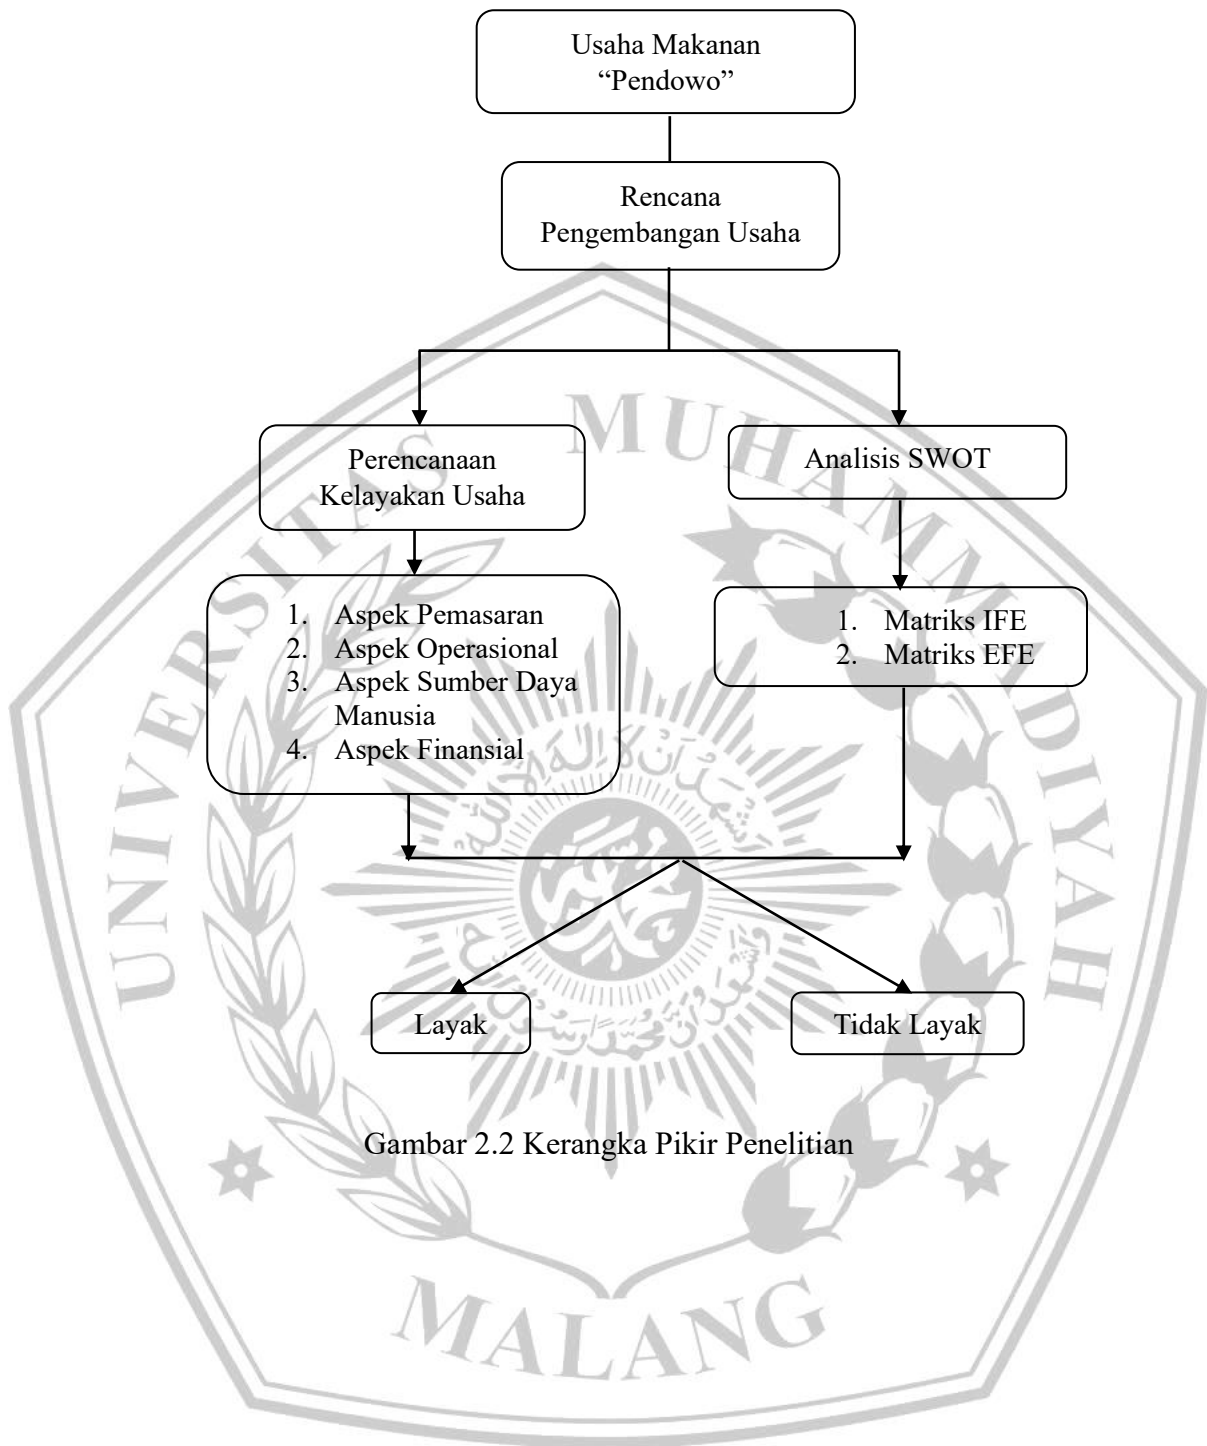 Usaha Makanan
“Pendowo”
Rencana
Pengembangan Usaha
Perencanaan
Kelayakan Usaha
Analisis SWOT
1. Aspek Pemasaran
2. Aspek Operasional
3. Aspek Sumber Daya
Manusia
4. Aspek Finansial
1. Matriks IFE
2. Matriks EFE
Layak
Tidak Layak
Gambar 2.2 Kerangka Pikir Penelitian
UNIVERSITAS MUHAMMADIYAH
MALANG